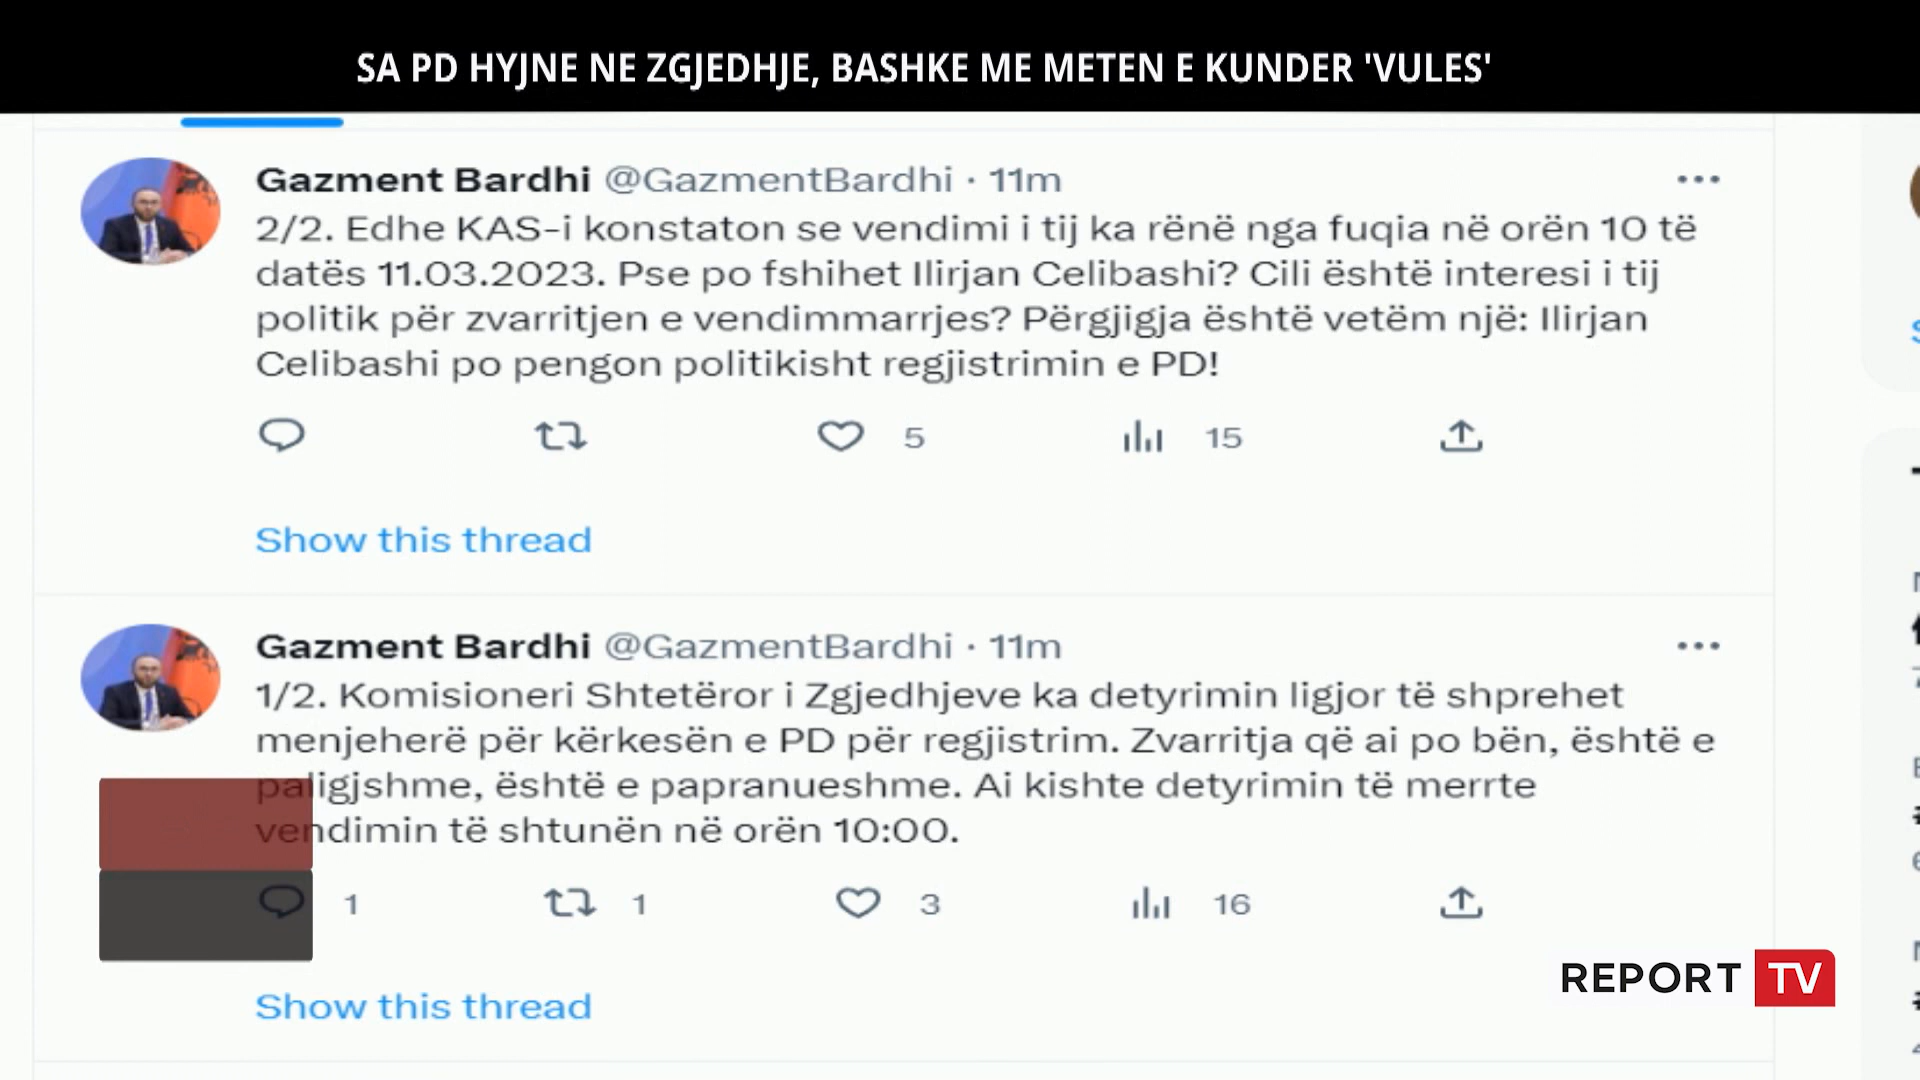 SA PD HYJNE NE ZGJEDHJE, BASHKE ME METEN E KUNDER 'VULES'
Gazment Bardhi @GazmentBardhi · 11m
2/2. Edhe KAS-i konstaton se vendimi i tij ka rënë nga fuqia në orën 10 të
datës 11.03.2023. Pse po fshihet Ilirjan Celibashi? Cili është interesi i tij
politik për zvarritjen e vendimmarrjes? Përgjigja është vetëm një: Ilirjan
Celibashi po pengon politikisht regjistrimin e PD!
5 15
Show this thread
Gazment Bardhi @GazmentBardhi · 11m
1/2. Komisioneri Shtetëror i Zgjedhjeve ka detyrimin ligjor të shprehet
menjeherë për kërkesën e PD për regjistrim. Zvarritja që ai po bën, është e
paligjshme, është e papranueshme. Ai kishte detyrimin të merrte
vendimin të shtunën në orën 10:00.
1 1 3 16
REPORT TV
Show this thread